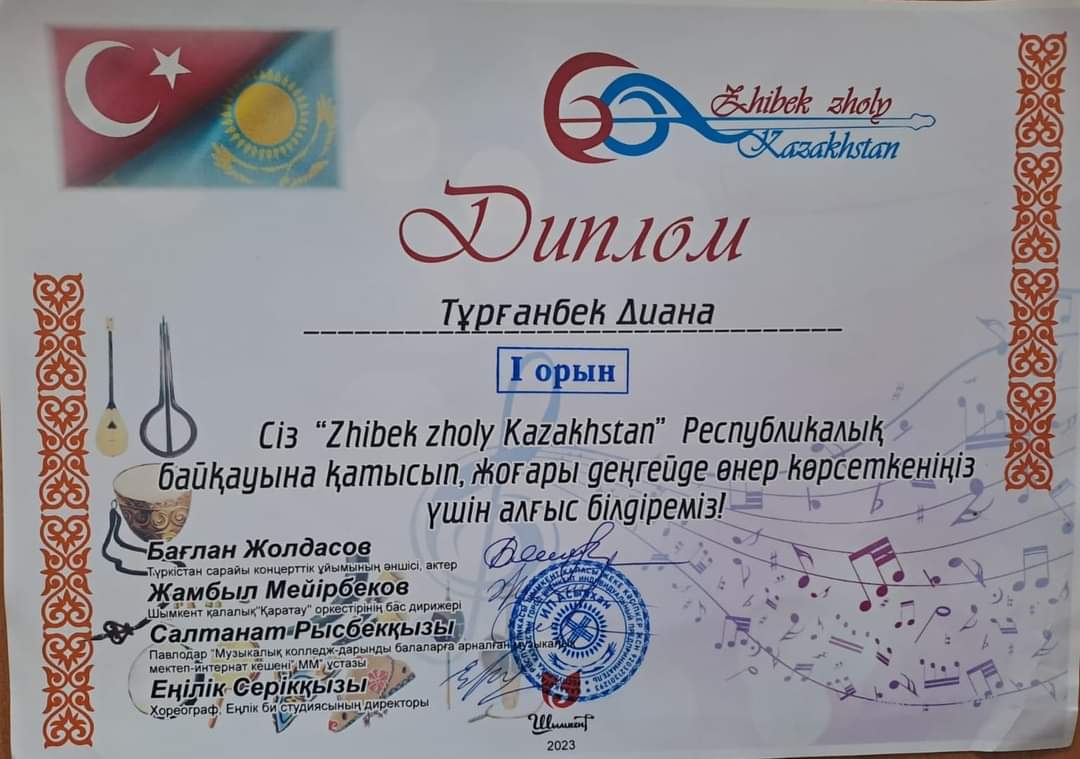 Zhibek zholy
Kazakhstan
Диплом
Тұрғанбек Диана
I орын
Сіз “Zhibek zholy Kazakhstan” Республикалық
байқауына қатысып, жоғары деңгейде өнер көрсеткеніңіз
үшін алғыс білдіреміз!
Бағлан Жолдасов
Түркістан сарайы концерттік ұйымының әншісі, актер
Жамбыл Мейірбеков
Шымкент қалалық"Қаратау" оркестірінің бас дирижері
Салтанат Рысбекқызы
Павлодар "Музыкалық колледж-дарынды балаларға арналған музыкалық
мектеп-интернат кешені" ММ" ұстазы
Еңілік Серікқызы
Хореограф, Еңлік би студиясының директоры
Шымкент
2023